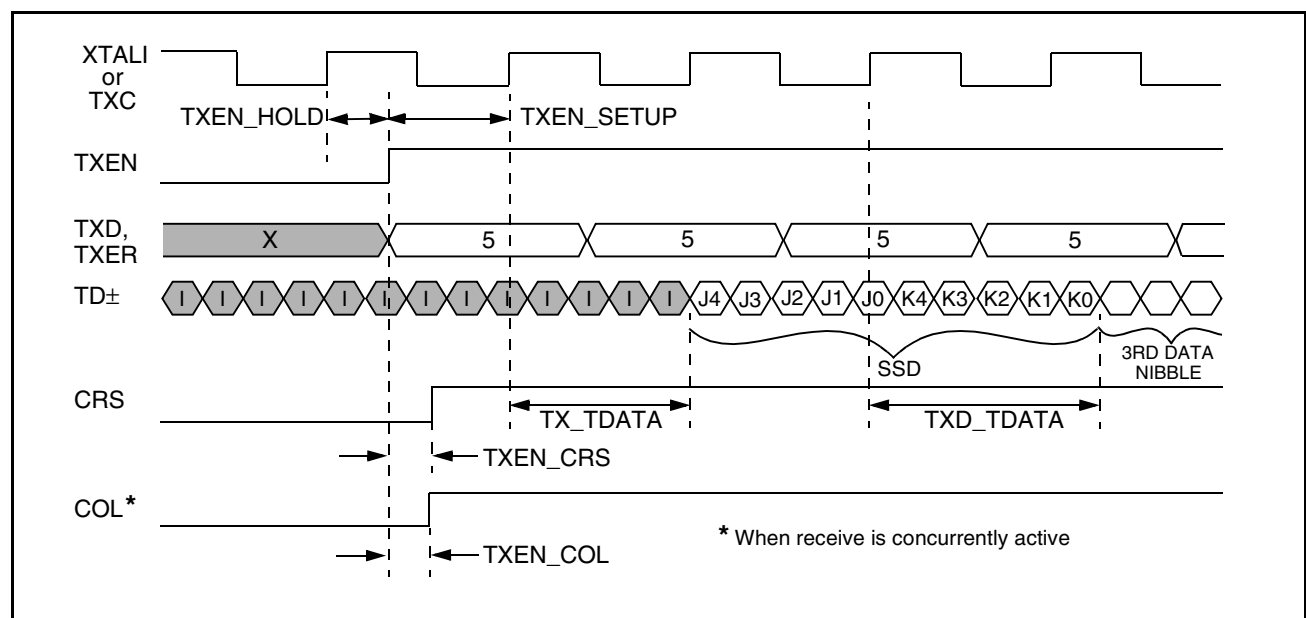 XTALI
or
TXC
TXEN_HOLD TXEN_SETUP
TXEN
TXD,
TXER
X 5 5 5 5
TD± I I I I I I I I I I I I I J4 J3 J2 J1 J0 K4 K3 K2 K1 K0
SSD
3RD DATA
NIBBLE
CRS
TX_TDATA TXD_TDATA
TXEN_CRS
COL*
* When receive is concurrently active
TXEN_COL